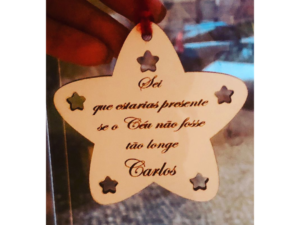 Sei
que estarias presente
se o Céu não fosse
tão longe
Carlos